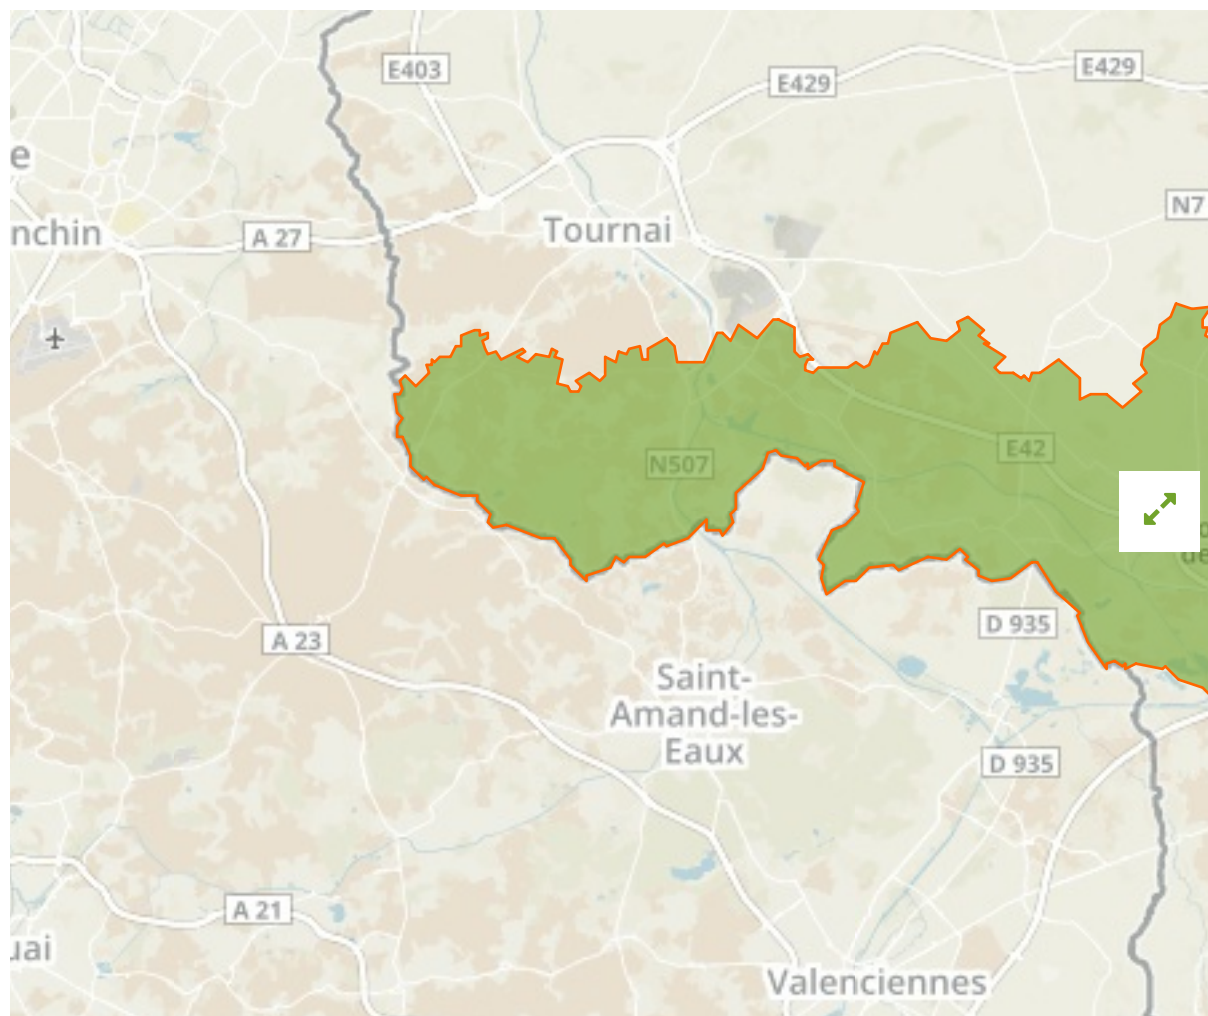 E403
E429
E429
e
N7
nchin
A 27
Tournai
E42
N507
de
A 23
D 935
Saint-
Amand-les-
Eaux
D 935
A 21
uai
Valenciennes